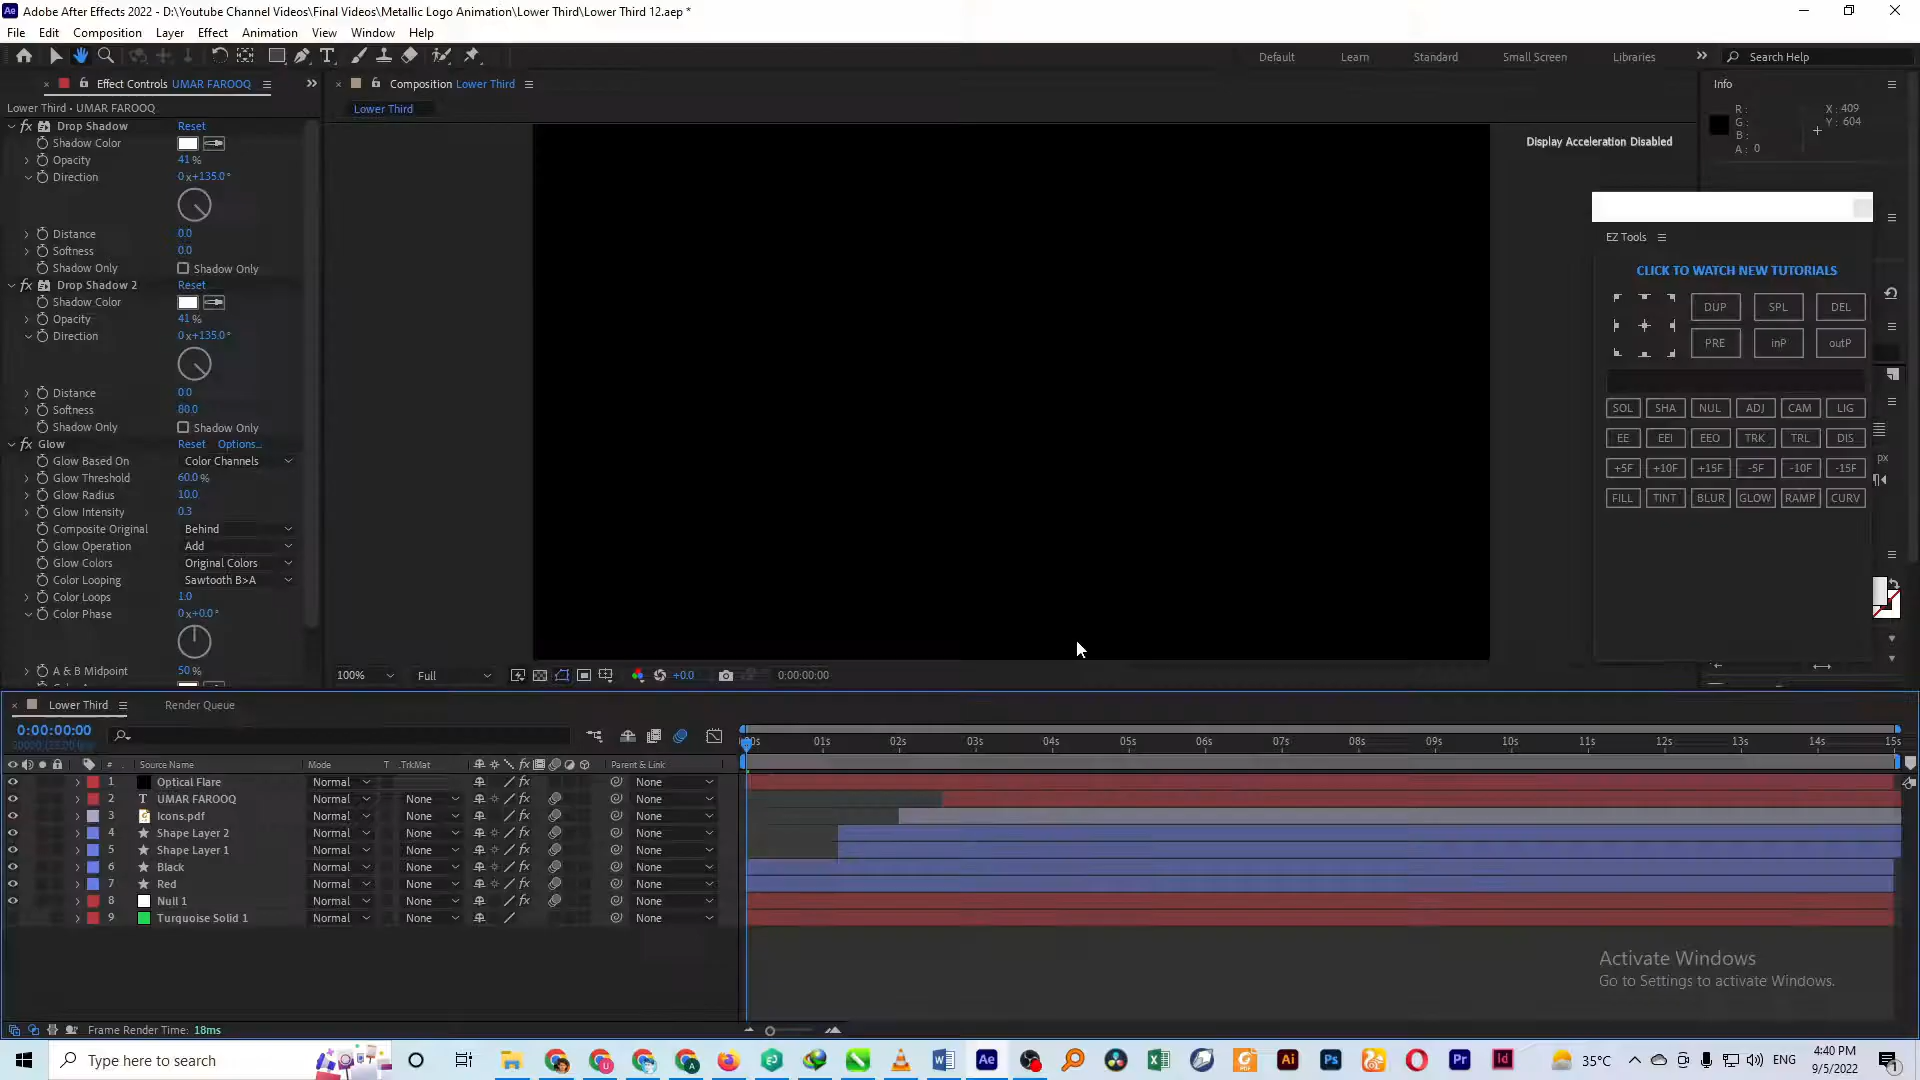 Adobe After Effects 2022 - D:\Youtube Channel Videos\Final Videos\Metallic Logo Animation\Lower Third\Lower Third 12.aep *
File Edit Composition Layer Effect Animation View Window Help
Default Learn Standard Small Screen Libraries Search Help
Effect Controls UMAR FAROOQ
Lower Third • UMAR FAROOQ
Drop Shadow Reset
Shadow Color
Opacity 41 %
Direction 0 x+135.0°
Distance 0.0
Softness 0.0
Shadow Only Shadow Only
Drop Shadow 2 Reset
Shadow Color
Opacity 41 %
Direction 0 x+135.0°
Distance 0.0
Softness 80.0
Shadow Only Shadow Only
Glow Reset Options...
Glow Based On Color Channels
Glow Threshold 60.0 %
Glow Radius 10.0
Glow Intensity 0.3
Composite Original Behind
Glow Operation Add
Glow Colors Original Colors
Color Looping Sawtooth B>A
Color Loops 1.0
Color Phase 0 x+0.0°
A & B Midpoint 50 %
Composition Lower Third
Lower Third
Display Acceleration Disabled
100% Full +0.0 0:00:00:00
Info
R :
G :
B :
A : 0
X : 409
Y : 604
EZ Tools
CLICK TO WATCH NEW TUTORIALS
DUP SPL DEL
PRE inP outP
SOL SHA NUL ADJ CAM LIG
EE EEI EEO TRK TRL DIS
+5F +10F +15F -5F -10F -15F
FILL TINT BLUR GLOW RAMP CURV
px
Lower Third Render Queue
0:00:00:00
01s 02s 03s 04s 05s 06s 07s 08s 09s 10s 11s 12s 13s 14s 15s
# Source Name Mode T .TrkMat Parent & Link
1 Optical Flare Normal None
2 T UMAR FAROOQ Normal None None
3 Icons.pdf Normal None None
4 Shape Layer 2 Normal None None
5 Shape Layer 1 Normal None None
6 Black Normal None None
7 Red Normal None None
8 Null 1 Normal None None
9 Turquoise Solid 1 Normal None None
Activate Windows
Go to Settings to activate Windows.
Frame Render Time: 18ms
Type here to search
35°C ENG
4:40 PM
9/5/2022